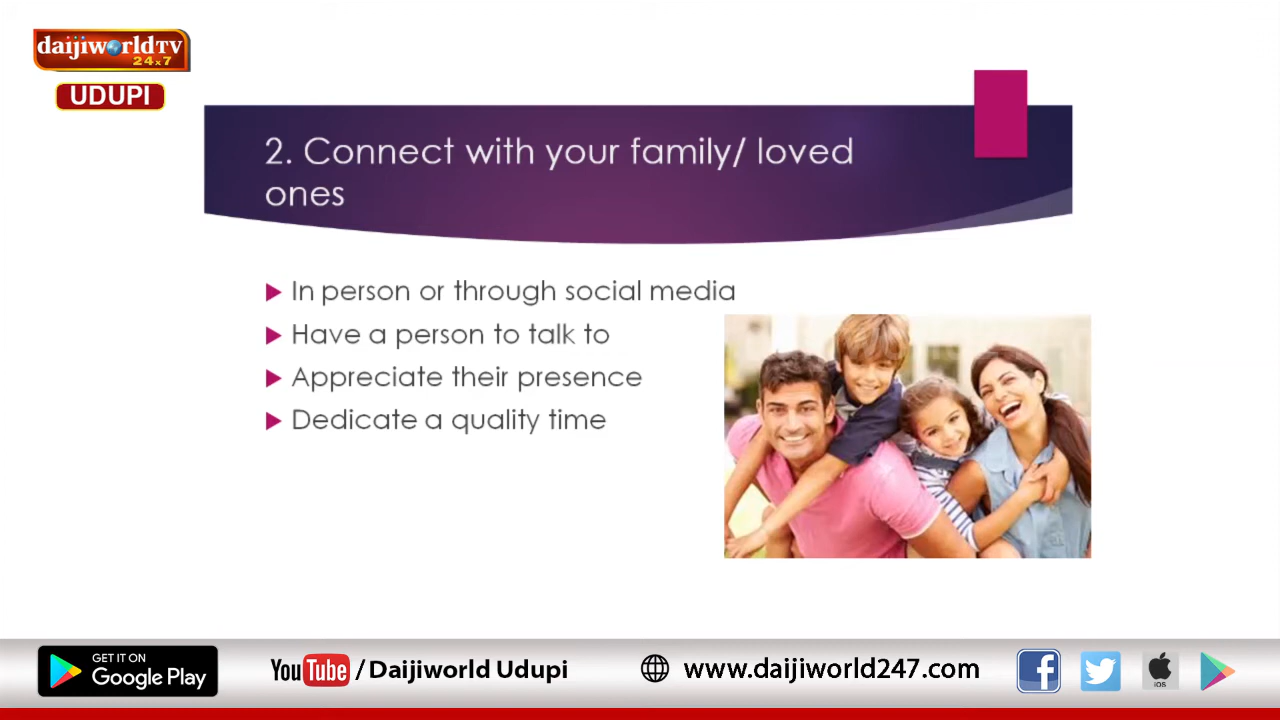 daijiworldTV
24x7
UDUPI
2. Connect with your family/ loved
ones
In person or through social media
Have a person to talk to
Appreciate their presence
Dedicate a quality time
GET IT ON
Google Play
YouTube / Daijiworld Udupi
www.daijiworld247.com
f
iOS